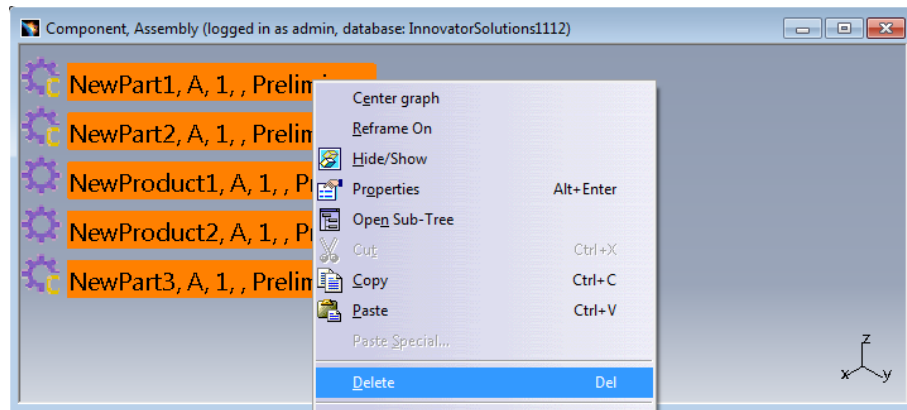 Component, Assembly (logged in as admin, database: InnovatorSolutions1112)
NewPart1, A, 1, , Prelim
NewPart2, A, 1, , Prelim
NewProduct1, A, 1, , P
NewProduct2, A, 1, , P
NewPart3, A, 1, , Prelim
Center graph
Reframe On
Hide/Show
Properties Alt+Enter
Open Sub-Tree
Cut Ctrl+X
Copy Ctrl+C
Paste Ctrl+V
Paste Special...
Delete Del
z
x y